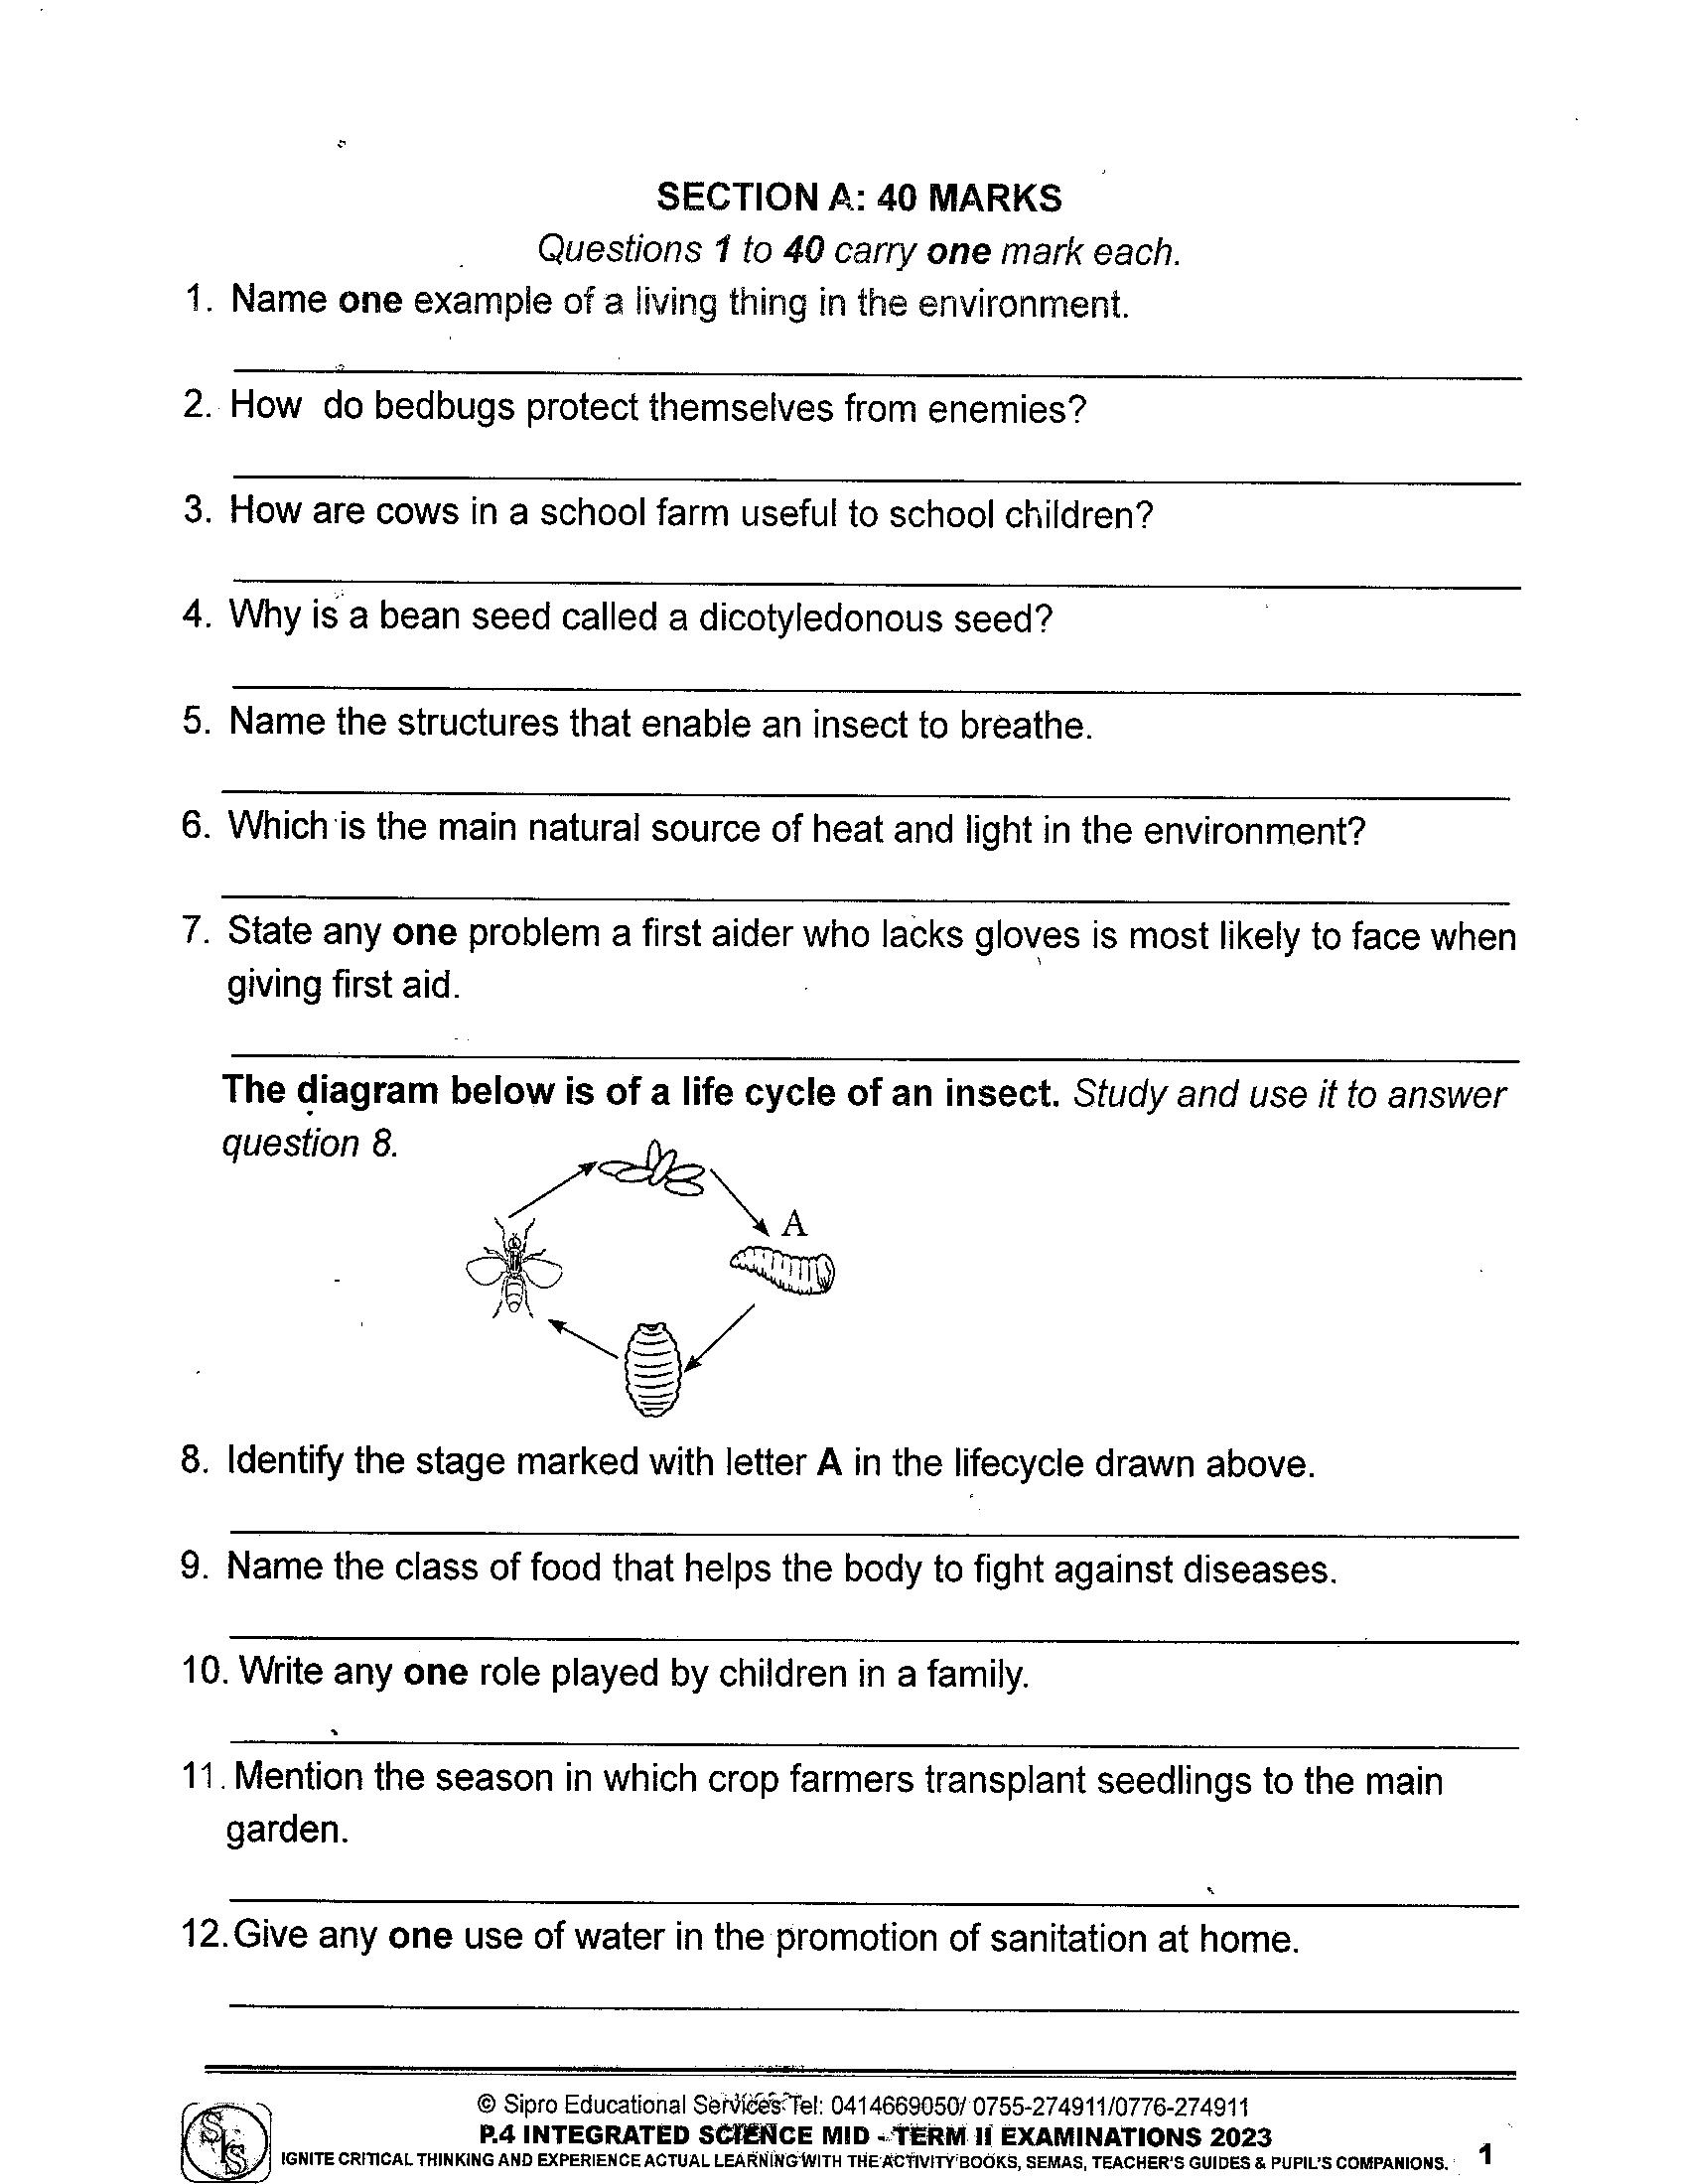 SECTION A: 40 MARKS
Questions 1 to 40 carry one mark each.
1. Name one example of a living thing in the environment.
2. How do bedbugs protect themselves from enemies?
3. How are cows in a school farm useful to school children?
4. Why is a bean seed called a dicotyledonous seed?
5. Name the structures that enable an insect to breathe.
6. Which is the main natural source of heat and light in the environment?
7. State any one problem a first aider who lacks gloves is most likely to face when
giving first aid.
The diagram below is of a life cycle of an insect. Study and use it to answer
question 8.
A
8. Identify the stage marked with letter A in the lifecycle drawn above.
9. Name the class of food that helps the body to fight against diseases.
10. Write any one role played by children in a family.
11. Mention the season in which crop farmers transplant seedlings to the main
garden.
12. Give any one use of water in the promotion of sanitation at home.
© Sipro Educational Services Tel: 0414669050/ 0755-274911/0776-274911
P.4 INTEGRATED SCIENCE MID - TERM II EXAMINATIONS 2023
IGNITE CRITICAL THINKING AND EXPERIENCE ACTUAL LEARNING WITH THE ACTIVITY BOOKS, SEMAS, TEACHER'S GUIDES & PUPIL'S COMPANIONS.
1
SIS